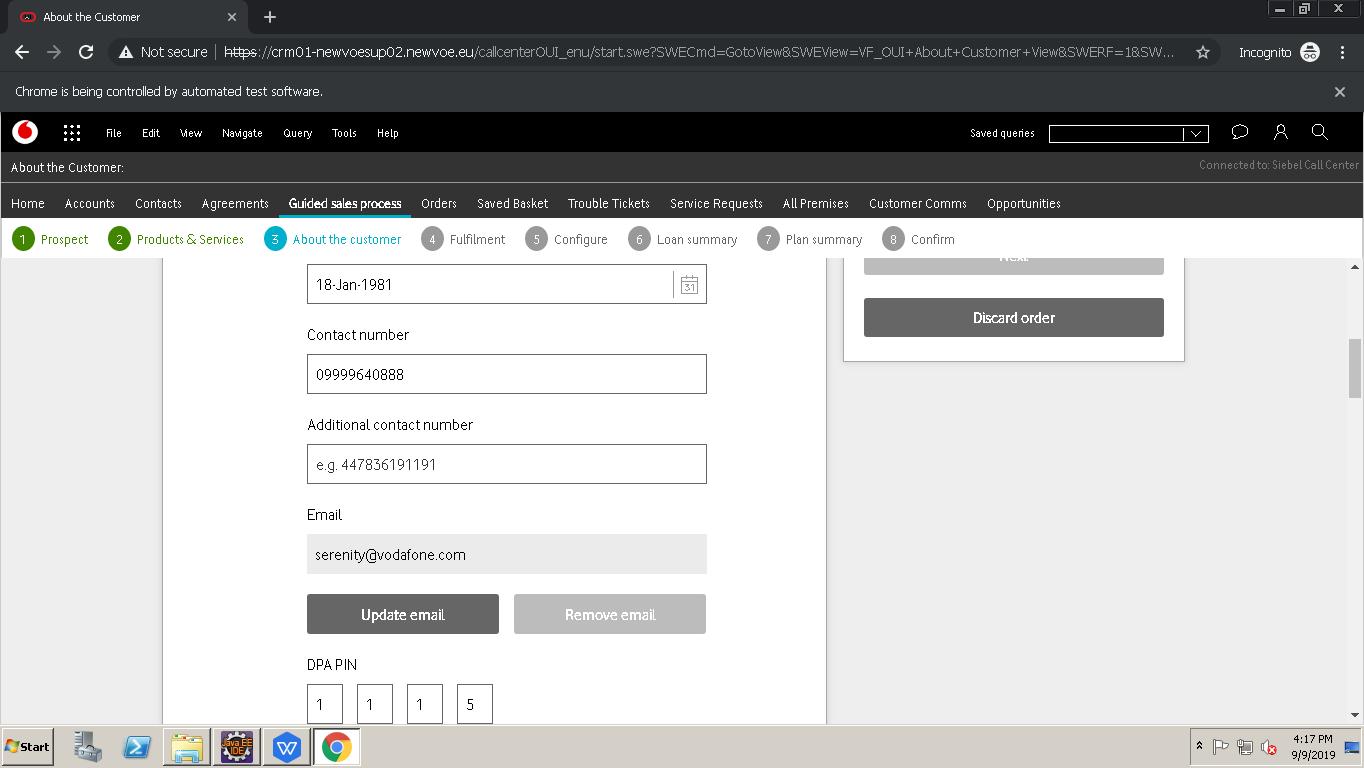 About the Customer
Not secure https://crm01-newvoesup02.newvoe.eu/callcenterOUI_enu/start.swe?SWECmd=GotoView&SWEView=VF_OUI+About+Customer+View&SWERF=1&SW... Incognito
Chrome is being controlled by automated test software.
File Edit View Navigate Query Tools Help Saved queries
About the Customer: Connected to: Siebel Call Center
Home Accounts Contacts Agreements Guided sales process Orders Saved Basket Trouble Tickets Service Requests All Premises Customer Comms Opportunities
1 Prospect 2 Products & Services 3 About the customer 4 Fulfilment 5 Configure 6 Loan summary 7 Plan summary 8 Confirm
Next
18-Jan-1981 31
Discard order
Contact number
09999640888
Additional contact number
e.g. 447836191191
Email
serenity@vodafone.com
Update email Remove email
DPA PIN
1 1 1 5
Start Java EE IDE W 4:17 PM
9/9/2019